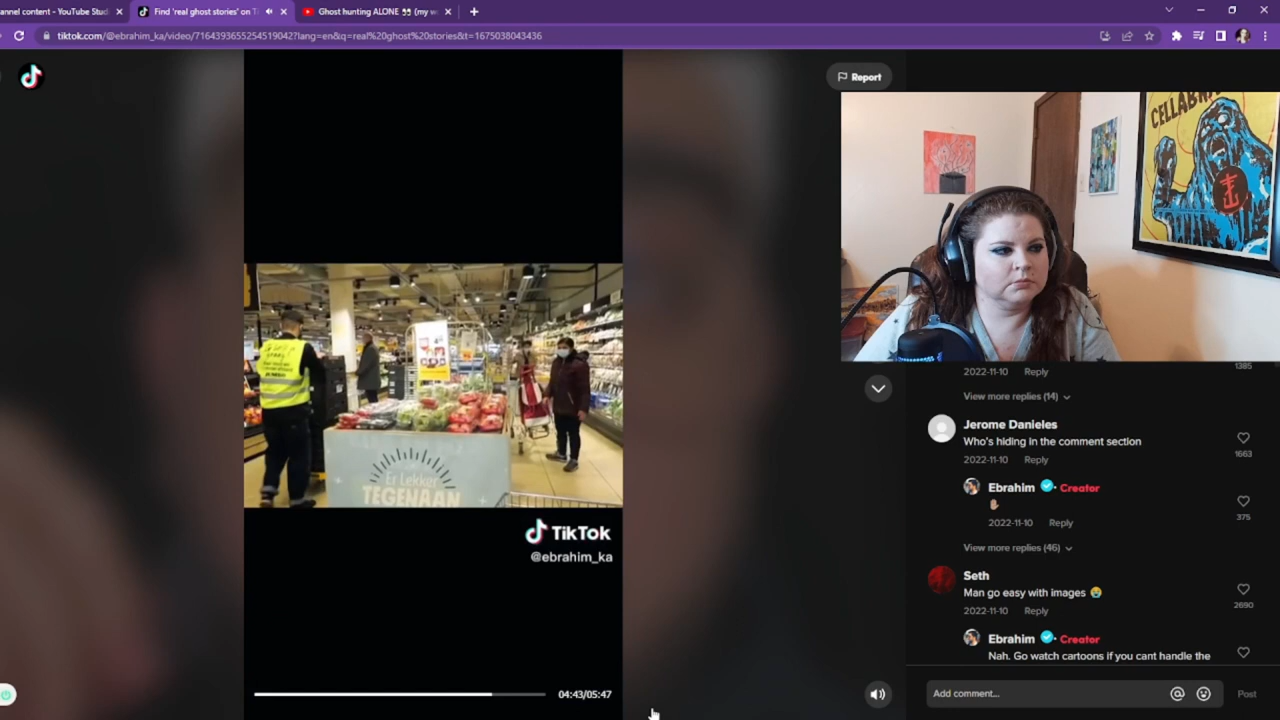 annel content - YouTube Stud
Find 'real ghost stories' on T
Ghost hunting ALONE 👀 (my w
tiktok.com/@ebrahim_ka/video/7164393655254519042?lang=en&q=real%20ghost%20stories&t=1675038043436
Report
CELLABRA
Er Lekker
TEGENAAN
TikTok
@ebrahim_ka
04:43/05:47
2022-11-10 Reply
1385
View more replies (14)
Jerome Danieles
Who's hiding in the comment section
2022-11-10 Reply
1663
Ebrahim · Creator
✋🏽
2022-11-10 Reply
375
View more replies (46)
Seth
Man go easy with images 😭
2022-11-10 Reply
2690
Ebrahim · Creator
Nah. Go watch cartoons if you cant handle the
Add comment...
Post